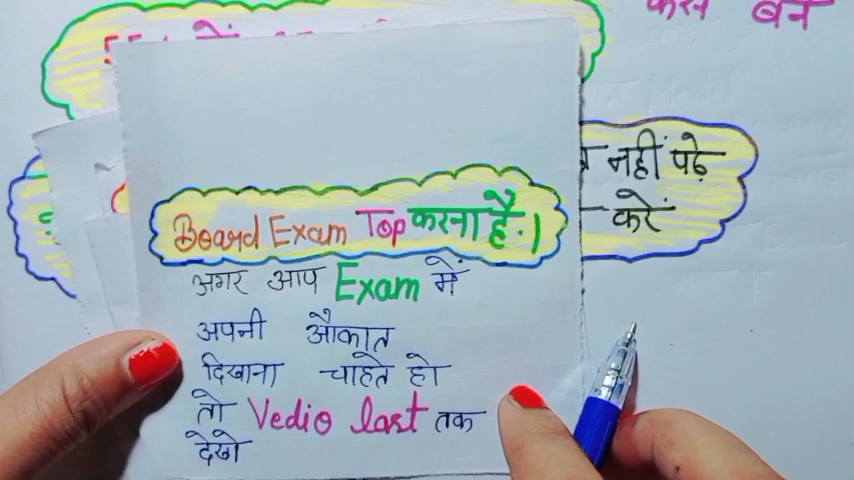 कैसे बने
नहीं पढ़े
करें
Board Exam Top करना है.।
अगर आप Exam में
अपनी औकात
दिखाना चाहते हो
तो Vedio last तक
देखो